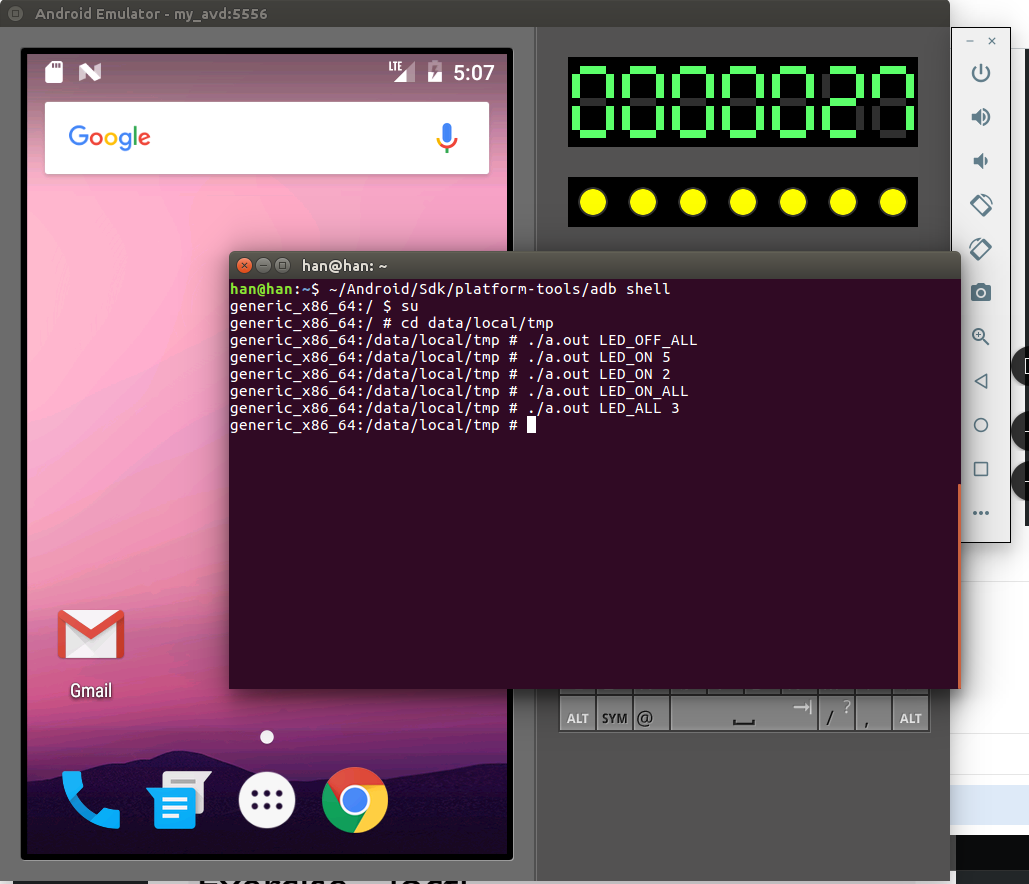 Android Emulator - my_avd:5556
LTE 5:07
Google
0000027
han@han: ~
han@han:~$ ~/Android/Sdk/platform-tools/adb shell
generic_x86_64:/ $ su
generic_x86_64:/ # cd data/local/tmp
generic_x86_64:/data/local/tmp # ./a.out LED_OFF_ALL
generic_x86_64:/data/local/tmp # ./a.out LED_ON 5
generic_x86_64:/data/local/tmp # ./a.out LED_ON 2
generic_x86_64:/data/local/tmp # ./a.out LED_ON_ALL
generic_x86_64:/data/local/tmp # ./a.out LED_ALL 3
generic_x86_64:/data/local/tmp #
Gmail
ALT SYM @ / ? , ALT